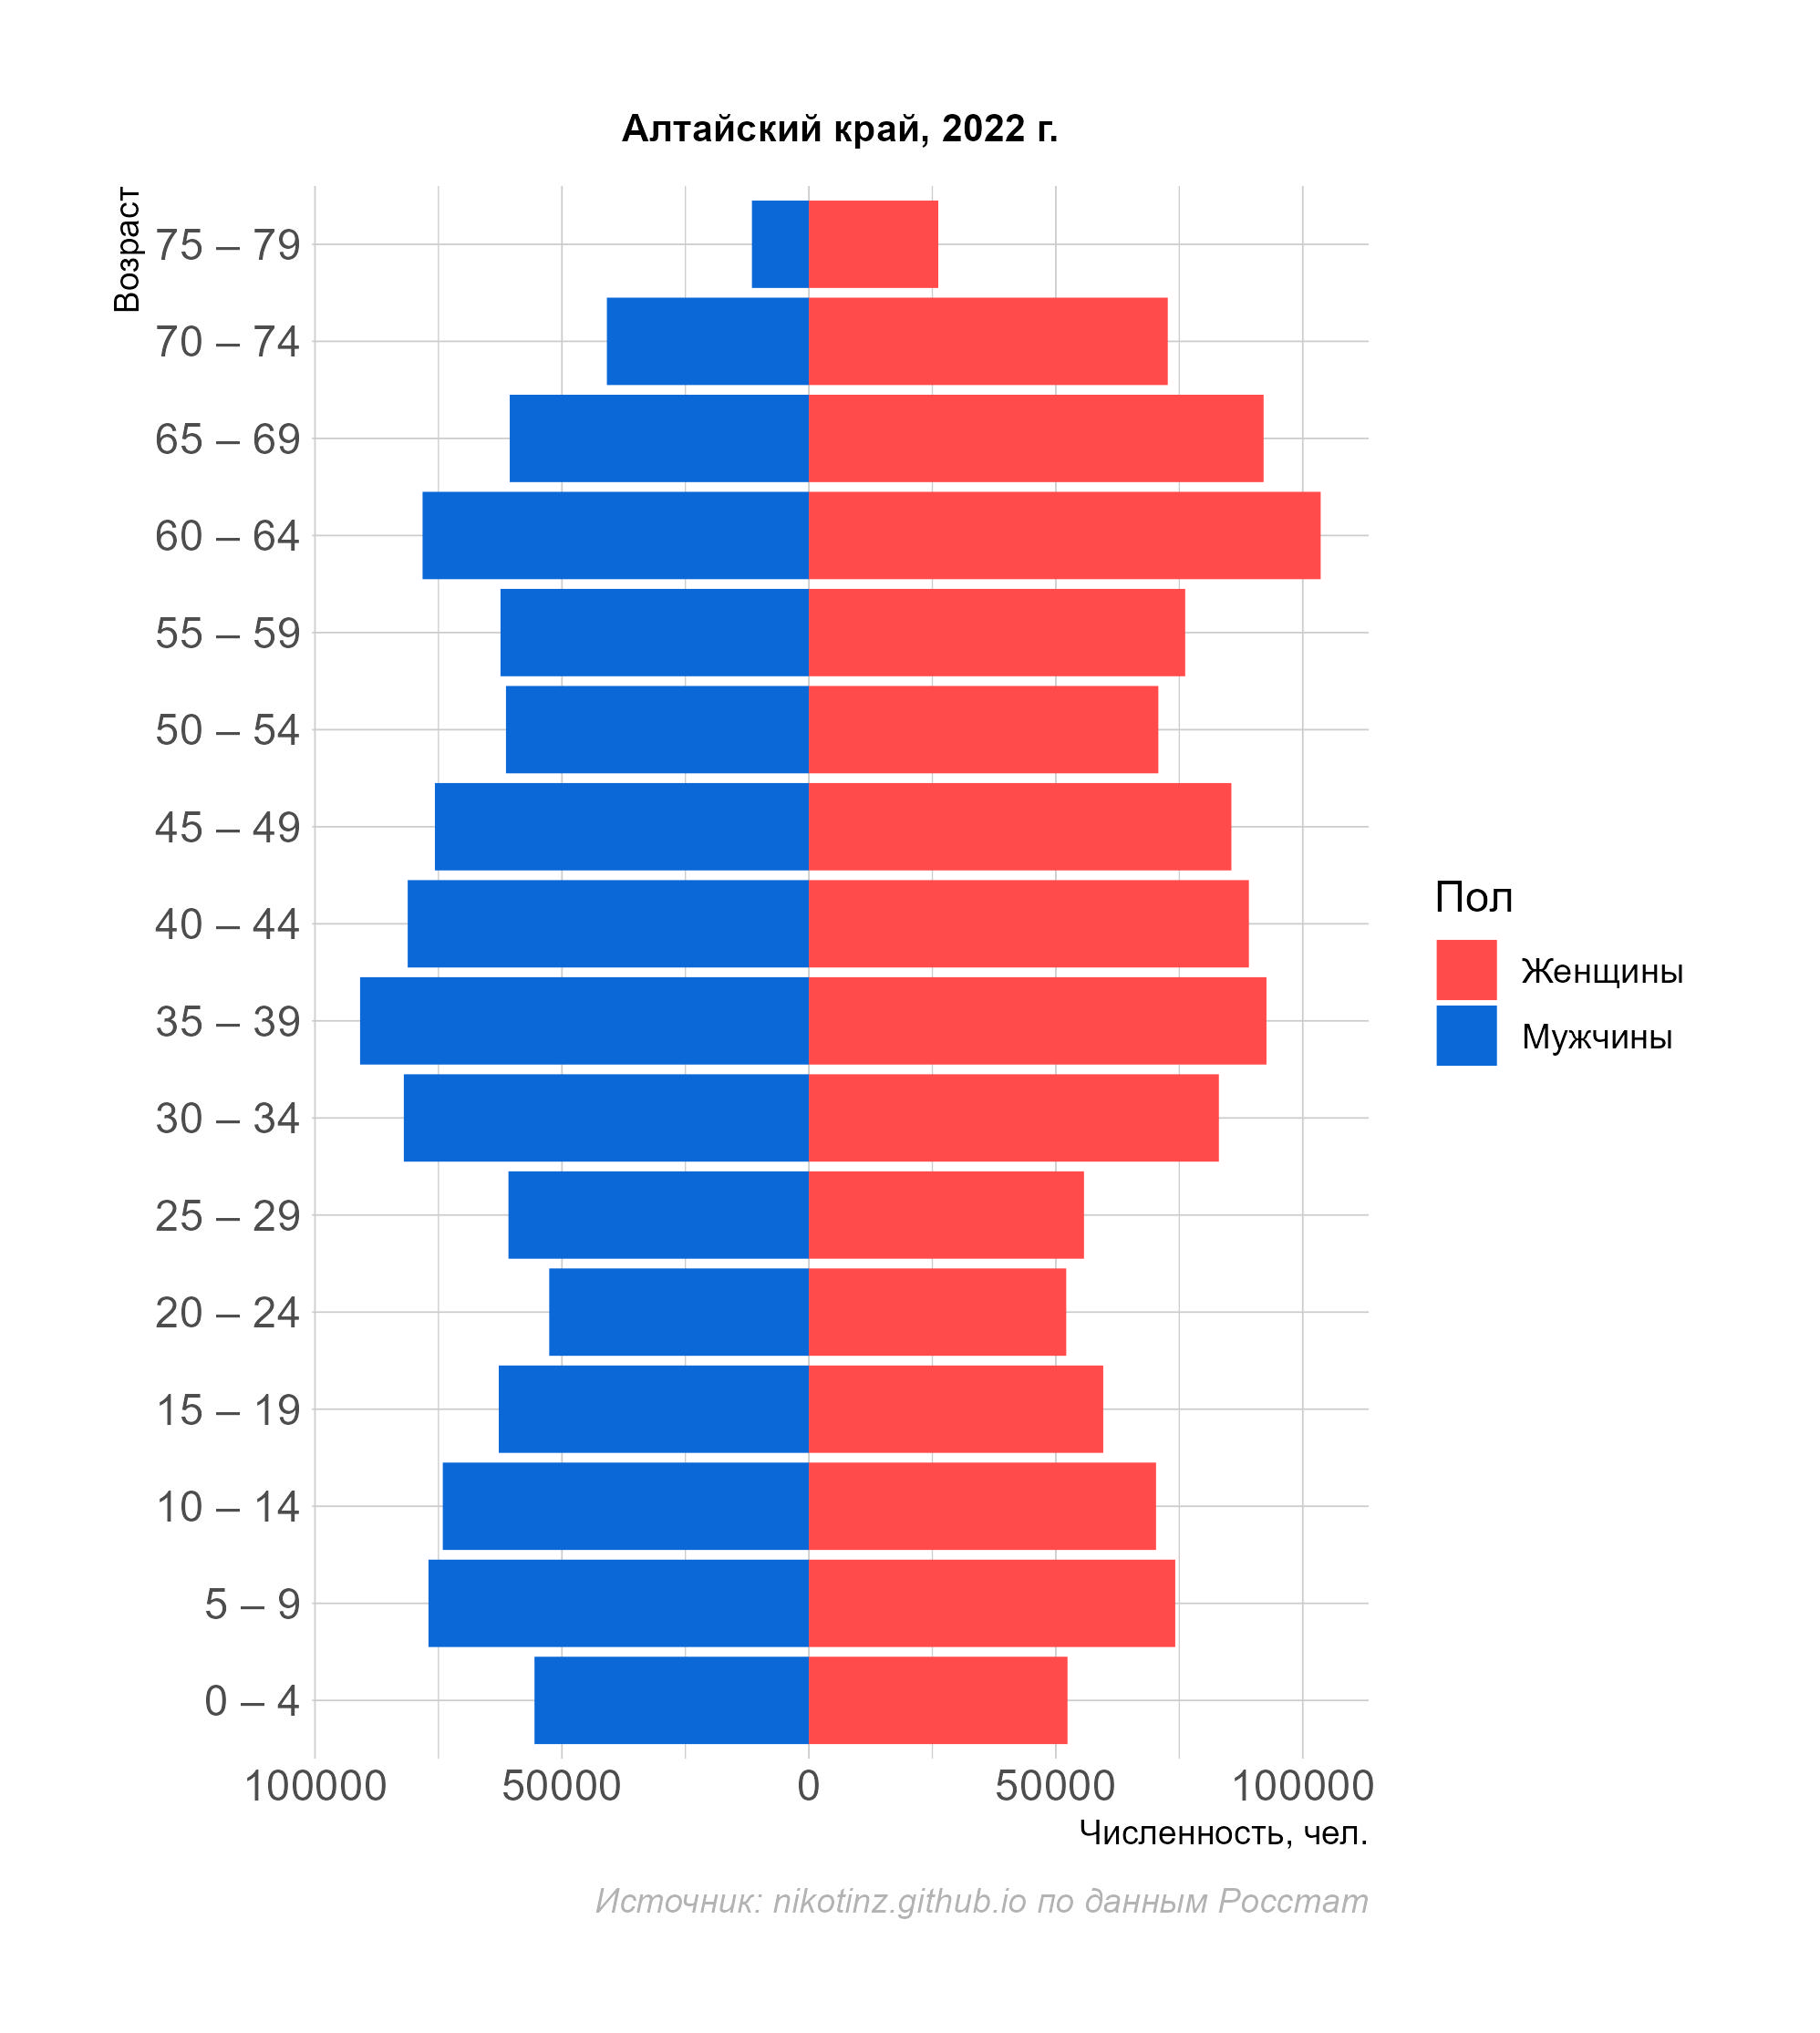 Алтайский край, 2022 г.
Возраст
75 – 79
70 – 74
65 – 69
60 – 64
55 – 59
50 – 54
45 – 49
40 – 44
35 – 39
30 – 34
25 – 29
20 – 24
15 – 19
10 – 14
5 – 9
0 – 4
100000 50000 0 50000 100000
Численность, чел.
Пол
Женщины
Мужчины
Источник: nikotinz.github.io по данным Росстат